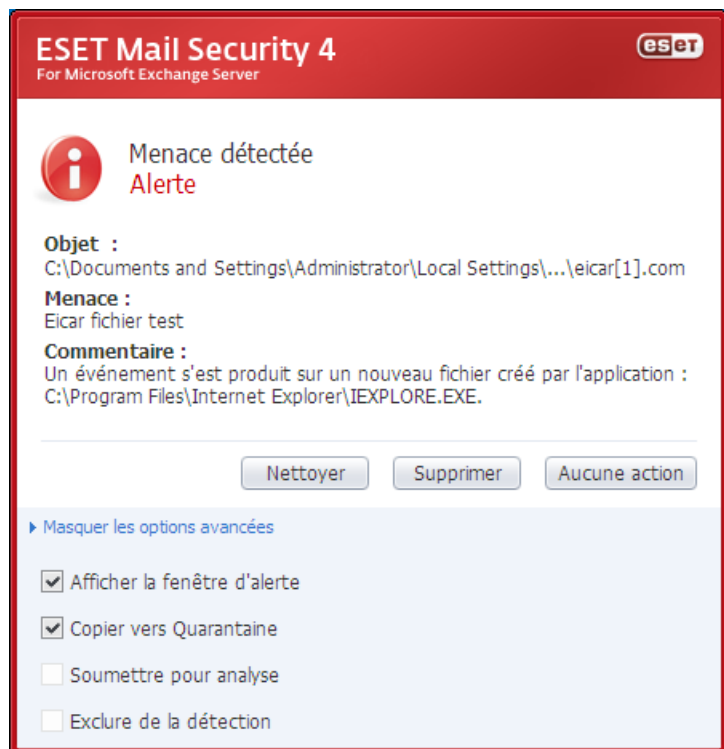 ESET Mail Security 4
For Microsoft Exchange Server
eseT
Menace détectée
Alerte
Objet :
C:\Documents and Settings\Administrator\Local Settings\...\eicar[1].com
Menace :
Eicar fichier test
Commentaire :
Un événement s'est produit sur un nouveau fichier créé par l'application :
C:\Program Files\Internet Explorer\IEXPLORE.EXE.
Nettoyer
Supprimer
Aucune action
Masquer les options avancées
Afficher la fenêtre d'alerte
Copier vers Quarantaine
Soumettre pour analyse
Exclure de la détection